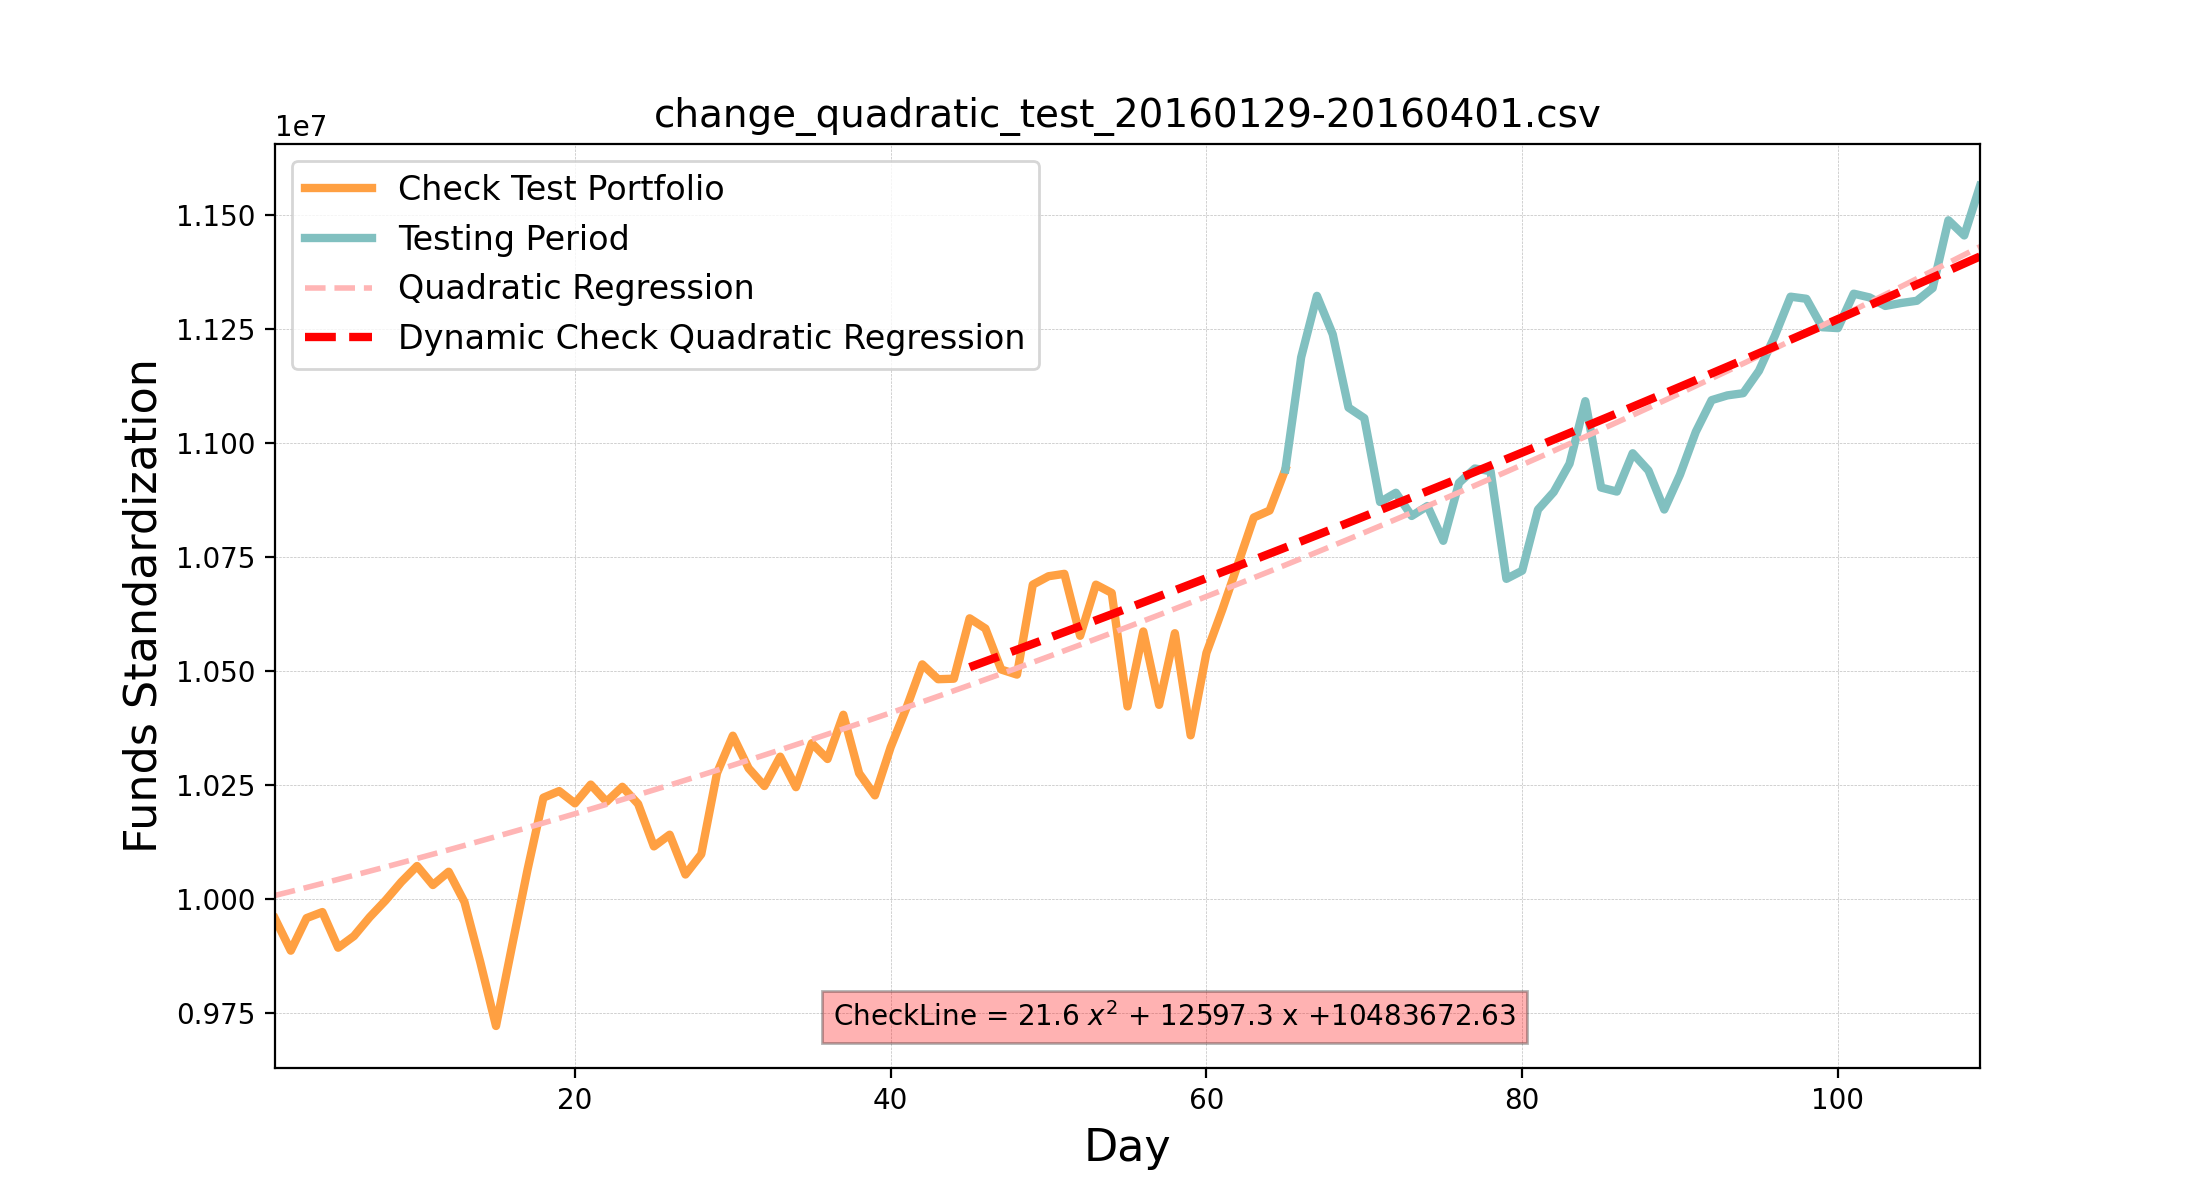 change_quadratic_test_20160129-20160401.csv
1e7
Check Test Portfolio
Testing Period
Quadratic Regression
Dynamic Check Quadratic Regression
Funds Standardization
1.150
1.125
1.100
1.075
1.050
1.025
1.000
0.975
CheckLine = 21.6 x² + 12597.3 x +10483672.63
20 40 60 80 100
Day